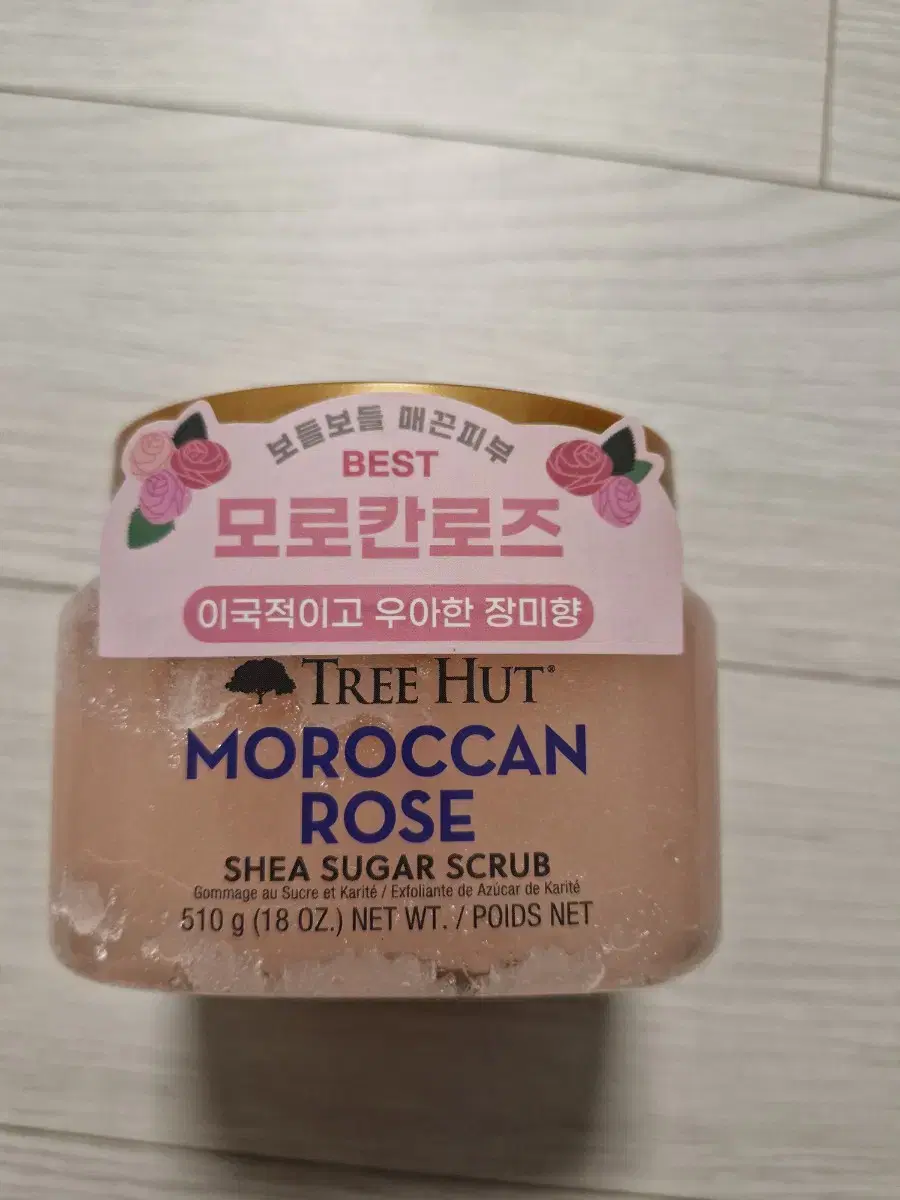 보들보들 매끈피부
BEST
모로칸로즈
이국적이고 우아한 장미향
TREE HUT®
MOROCCAN
ROSE
SHEA SUGAR SCRUB
Gommage au Sucre et Karité / Exfoliante de Azúcar de Karité
510 g (18 OZ.) NET WT. / POIDS NET